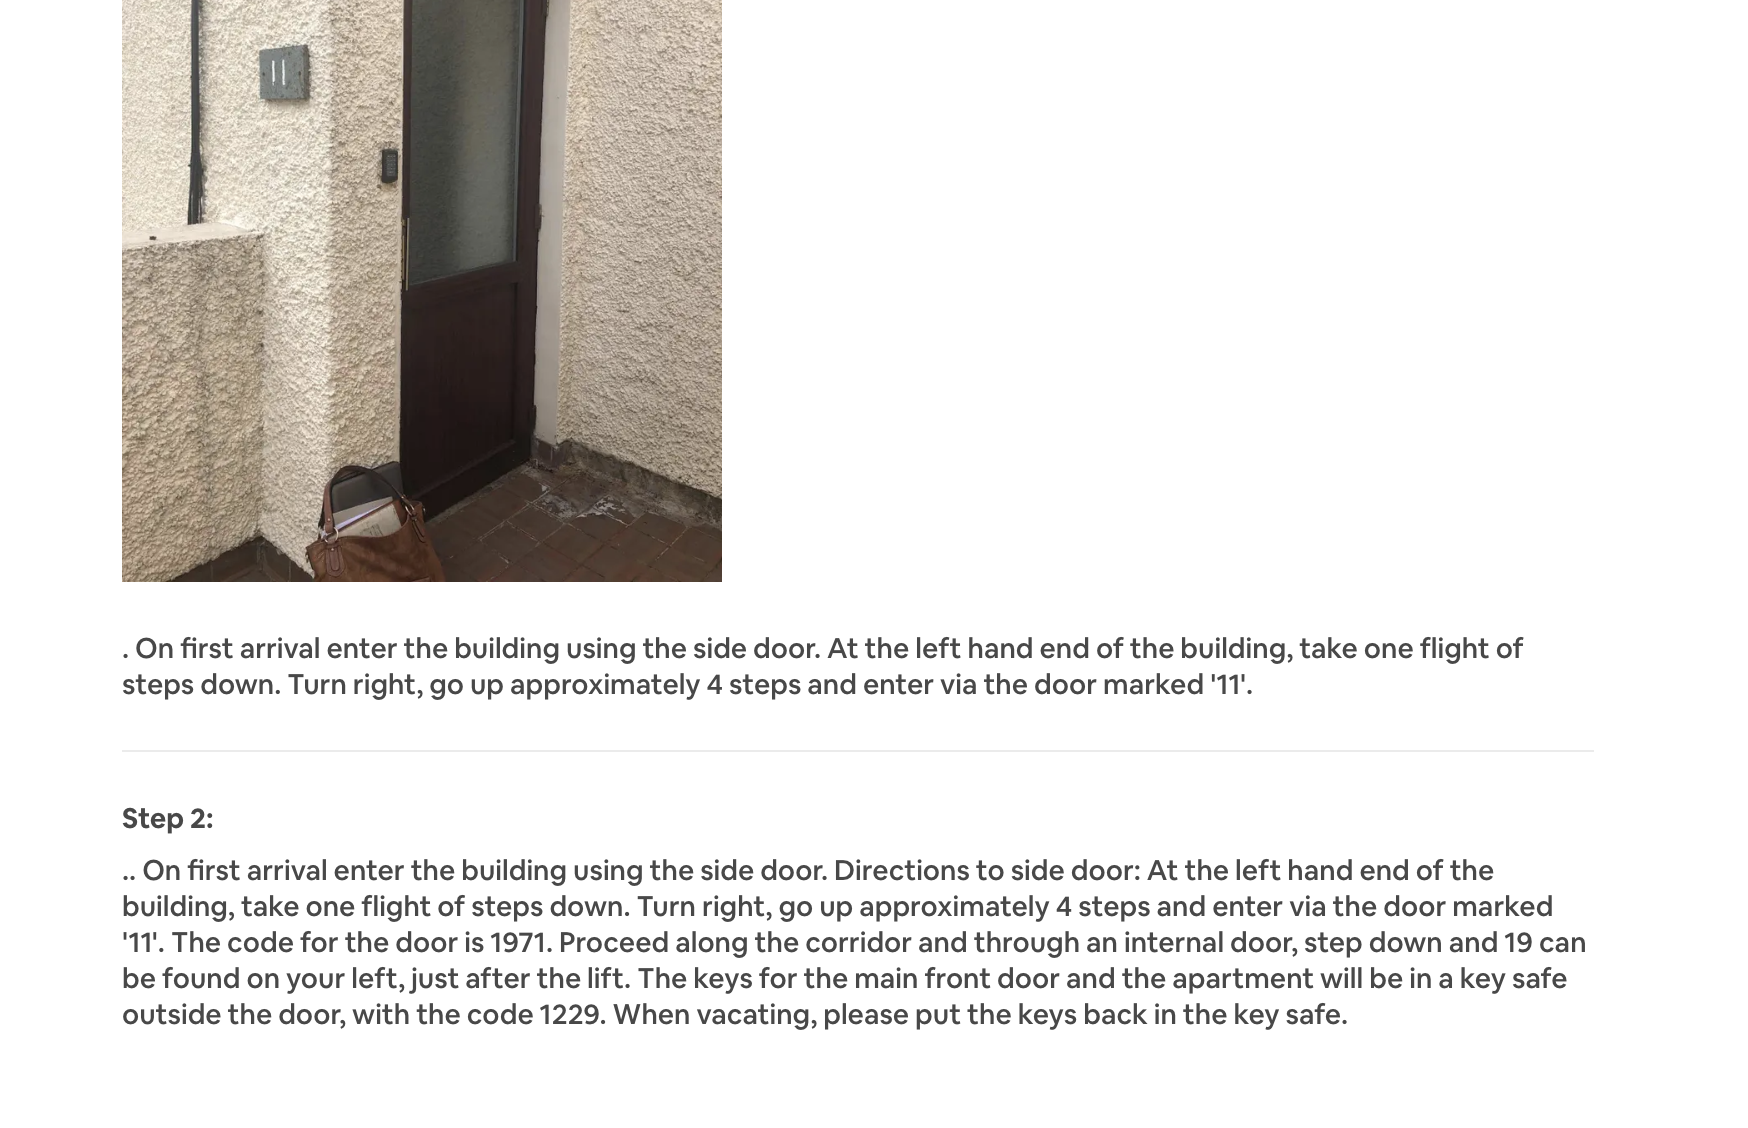 11
. On first arrival enter the building using the side door. At the left hand end of the building, take one flight of
steps down. Turn right, go up approximately 4 steps and enter via the door marked '11'.
Step 2:
.. On first arrival enter the building using the side door. Directions to side door: At the left hand end of the
building, take one flight of steps down. Turn right, go up approximately 4 steps and enter via the door marked
'11'. The code for the door is 1971. Proceed along the corridor and through an internal door, step down and 19 can
be found on your left, just after the lift. The keys for the main front door and the apartment will be in a key safe
outside the door, with the code 1229. When vacating, please put the keys back in the key safe.